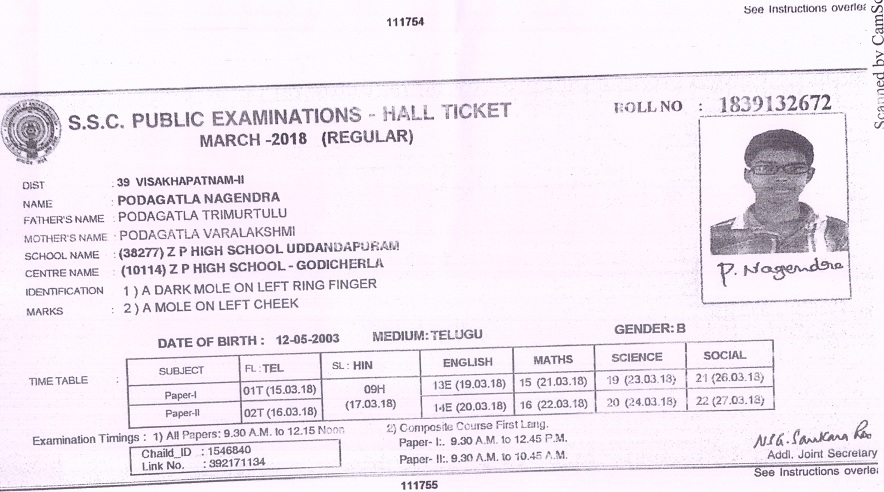 See Instructions overlea
111754
Scanned by CamSc
S.S.C. PUBLIC EXAMINATIONS - HALL TICKET
MARCH -2018 (REGULAR)
ROLL NO : 1839132672
DIST : 39 VISAKHAPATNAM-II
NAME : PODAGATLA NAGENDRA
FATHER'S NAME : PODAGATLA TRIMURTULU
MOTHER'S NAME : PODAGATLA VARALAKSHMI
SCHOOL NAME : (38277) Z P HIGH SCHOOL UDDANDAPURAM
CENTRE NAME : (10114) Z P HIGH SCHOOL - GODICHERLA
IDENTIFICATION 1 ) A DARK MOLE ON LEFT RING FINGER
MARKS : 2 ) A MOLE ON LEFT CHEEK
P. Nagendra
DATE OF BIRTH : 12-05-2003 MEDIUM: TELUGU GENDER: B
TIME TABLE :
SUBJECT FL : TEL SL : HIN ENGLISH MATHS SCIENCE SOCIAL
Paper-I 01T (15.03.18) 09H (17.03.18) 13E (19.03.18) 15 (21.03.18) 19 (23.03.18) 21 (26.03.18)
Paper-II 02T (16.03.18) 14E (20.03.18) 16 (22.03.18) 20 (24.03.18) 22 (27.03.18)
Examination Timings : 1) All Papers: 9.30 A.M. to 12.15 Noon 2) Composite Course First Lang.
Paper- I:. 9.30 A.M. to 12.45 P.M.
Paper- II:. 9.30 A.M. to 10.45 A.M.
Chaild_ID : 1546840
Link No. : 392171134
Addl. Joint Secretary
See Instructions overlea
111755